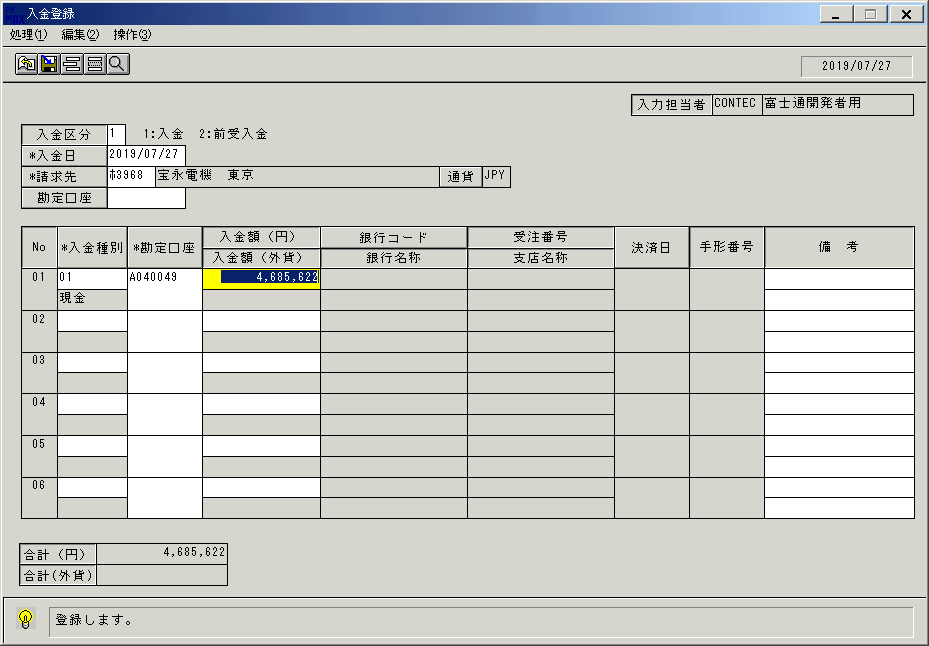 入金登録
処理(1) 編集(2) 操作(3)
2019/07/27
入力担当者 CONTEC 富士通開発者用
入金区分 1 1:入金 2:前受入金
*入金日 2019/07/27
*請求先 ﾎ3968 宝永電機 東京 通貨 JPY
勘定口座
No *入金種別 *勘定口座 入金額（円） 銀行コード 受注番号 決済日 手形番号 備 考
入金額（外貨） 銀行名称 支店名称
01 01 A040049 4,685,622
現金
02
03
04
05
06
合計（円） 4,685,622
合計(外貨)
登録します。